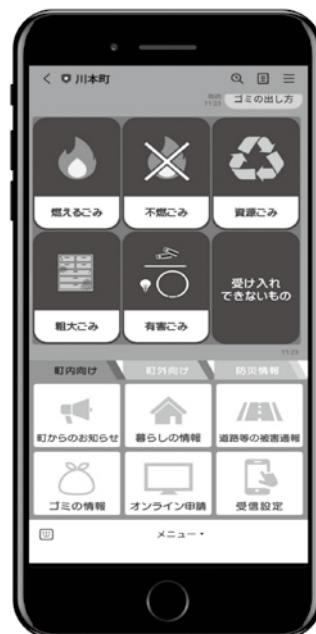 川本町
既読
11:23
ゴミの出し方
燃えるごみ
不燃ごみ
資源ごみ
粗大ごみ
有害ごみ
受け入れ
できないもの
11:23
町内向け
町外向け
防災情報
町からのお知らせ
暮らしの情報
道路等の被害通報
ゴミの情報
オンライン申請
受信設定
メニュー